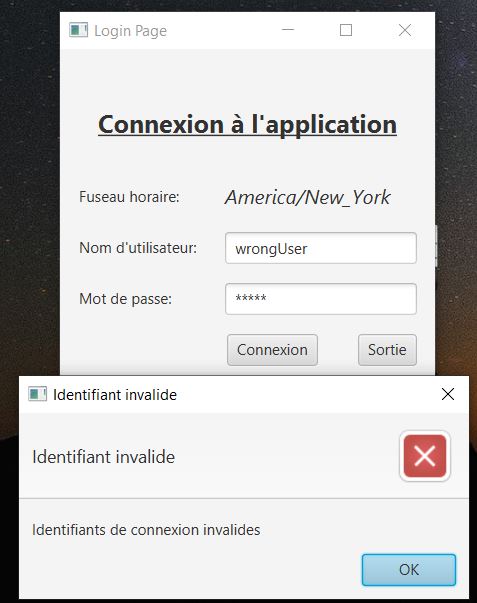 Login Page
Connexion à l'application
Fuseau horaire: America/New_York
Nom d'utilisateur: wrongUser
Mot de passe: *****
Connexion Sortie
Identifiant invalide
Identifiant invalide
Identifiants de connexion invalides
OK